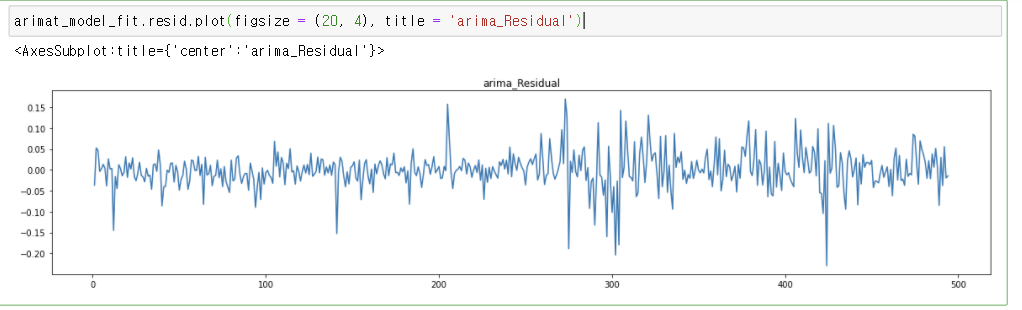 arimat_model_fit.resid.plot(figsize = (20, 4), title = 'arima_Residual')
<AxesSubplot:title={'center':'arima_Residual'}>
arima_Residual
0.15
0.10
0.05
0.00
-0.05
-0.10
-0.15
-0.20
0 100 200 300 400 500